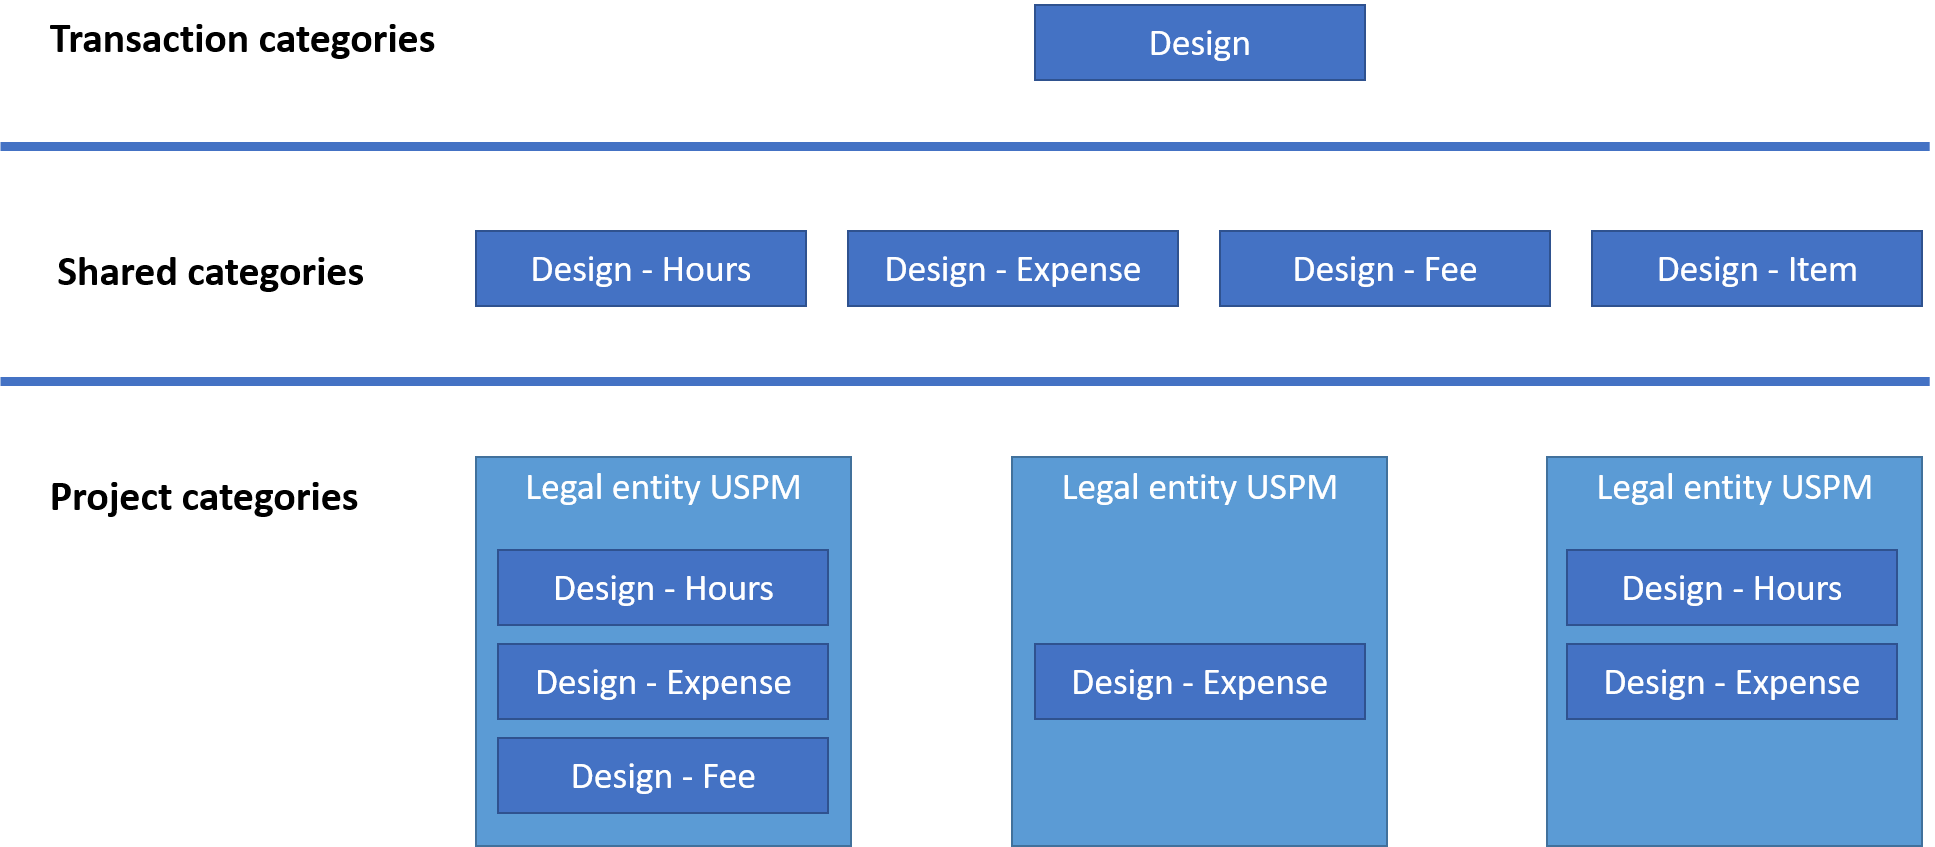 Transaction categories
Design
Shared categories
Design - Hours
Design - Expense
Design - Fee
Design - Item
Project categories
Legal entity USPM
Design - Hours
Design - Expense
Design - Fee
Legal entity USPM
Design - Expense
Legal entity USPM
Design - Hours
Design - Expense